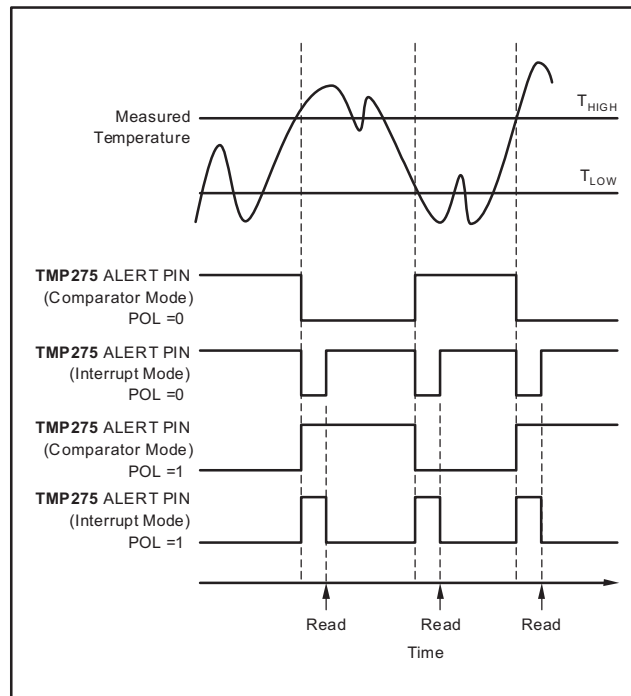 Measured
Temperature
T_HIGH
T_LOW
TMP275 ALERT PIN
(Comparator Mode)
POL =0
TMP275 ALERT PIN
(Interrupt Mode)
POL =0
TMP275 ALERT PIN
(Comparator Mode)
POL =1
TMP275 ALERT PIN
(Interrupt Mode)
POL =1
Read Read Read
Time